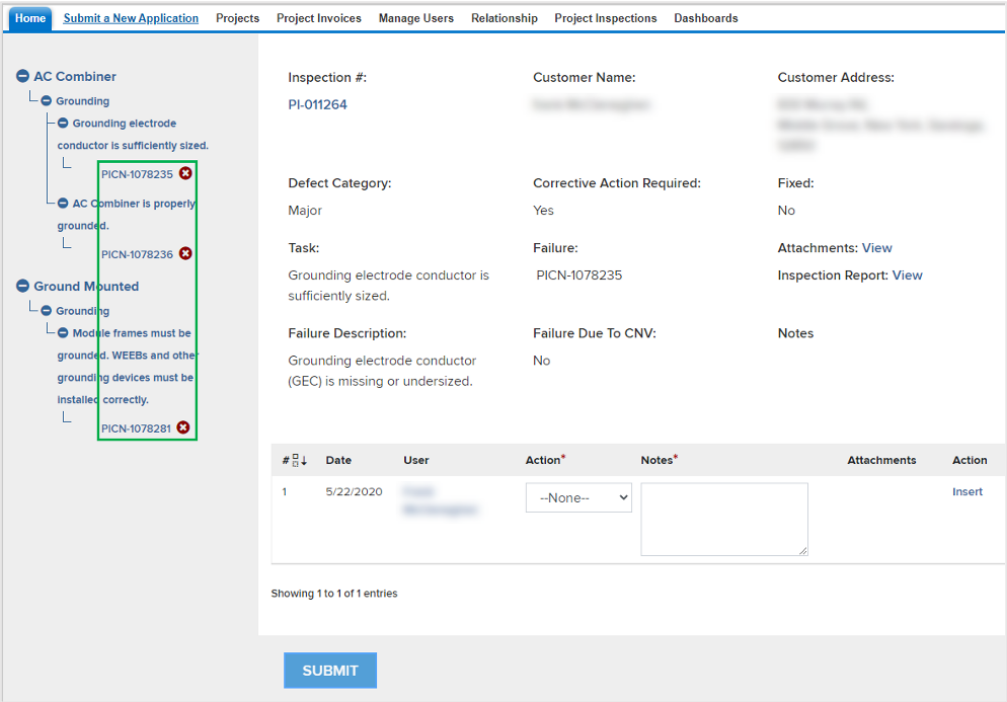 Home Submit a New Application Projects Project Invoices Manage Users Relationship Project Inspections Dashboards
AC Combiner
Grounding
Grounding electrode
conductor is sufficiently sized.
PICN-1078235
AC Combiner is properly
grounded.
PICN-1078236
Ground Mounted
Grounding
Module frames must be
grounded. WEEBs and other
grounding devices must be
installed correctly.
PICN-1078281
Inspection #: Customer Name: Customer Address:
PI-011264
Defect Category: Corrective Action Required: Fixed:
Major Yes No
Task: Failure: Attachments: View
Grounding electrode conductor is PICN-1078235 Inspection Report: View
sufficiently sized.
Failure Description: Failure Due To CNV: Notes
Grounding electrode conductor No
(GEC) is missing or undersized.
# Date User Action* Notes* Attachments Action
1 5/22/2020 --None-- Insert
Showing 1 to 1 of 1 entries
SUBMIT